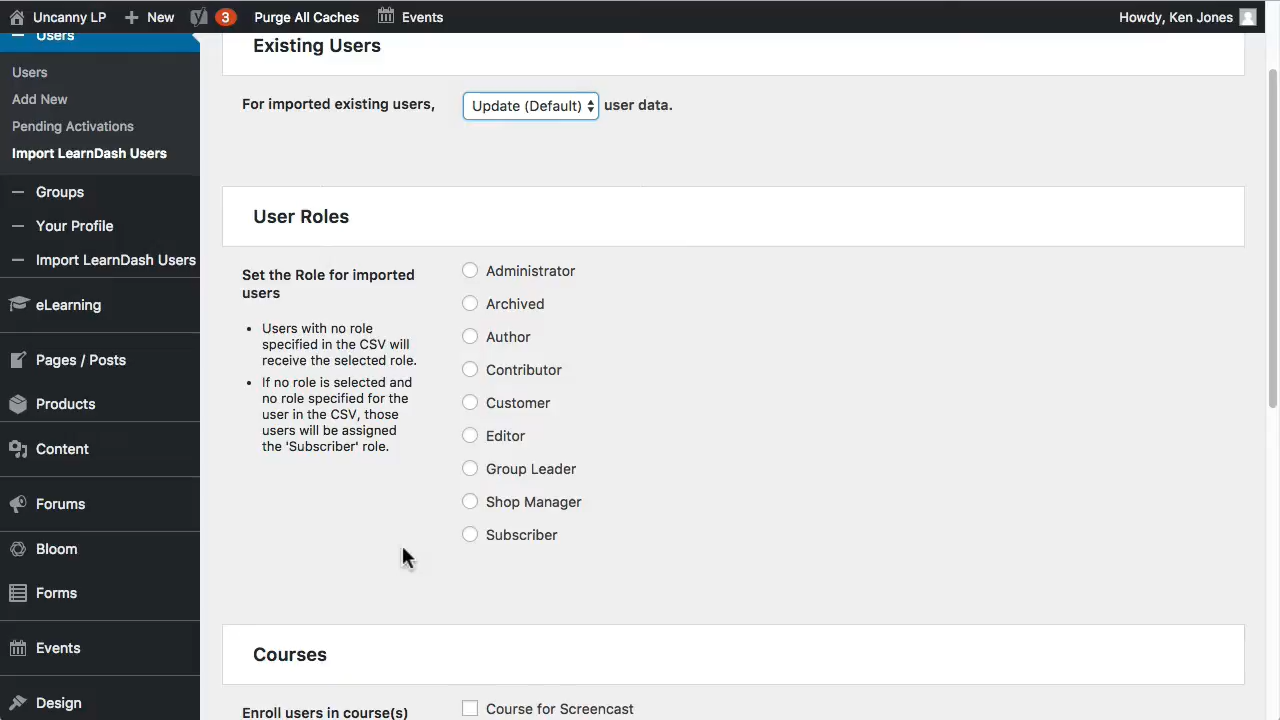 Uncanny LP
New
3
Purge All Caches
Events
Howdy, Ken Jones
Users
Users
Add New
Pending Activations
Import LearnDash Users
Groups
Your Profile
Import LearnDash Users
eLearning
Pages / Posts
Products
Content
Forums
Bloom
Forms
Events
Design
Existing Users
For imported existing users, Update (Default) user data.
User Roles
Set the Role for imported
users
• Users with no role
specified in the CSV will
receive the selected role.
• If no role is selected and
no role specified for the
user in the CSV, those
users will be assigned
the 'Subscriber' role.
Administrator
Archived
Author
Contributor
Customer
Editor
Group Leader
Shop Manager
Subscriber
Courses
Enroll users in course(s)
Course for Screencast